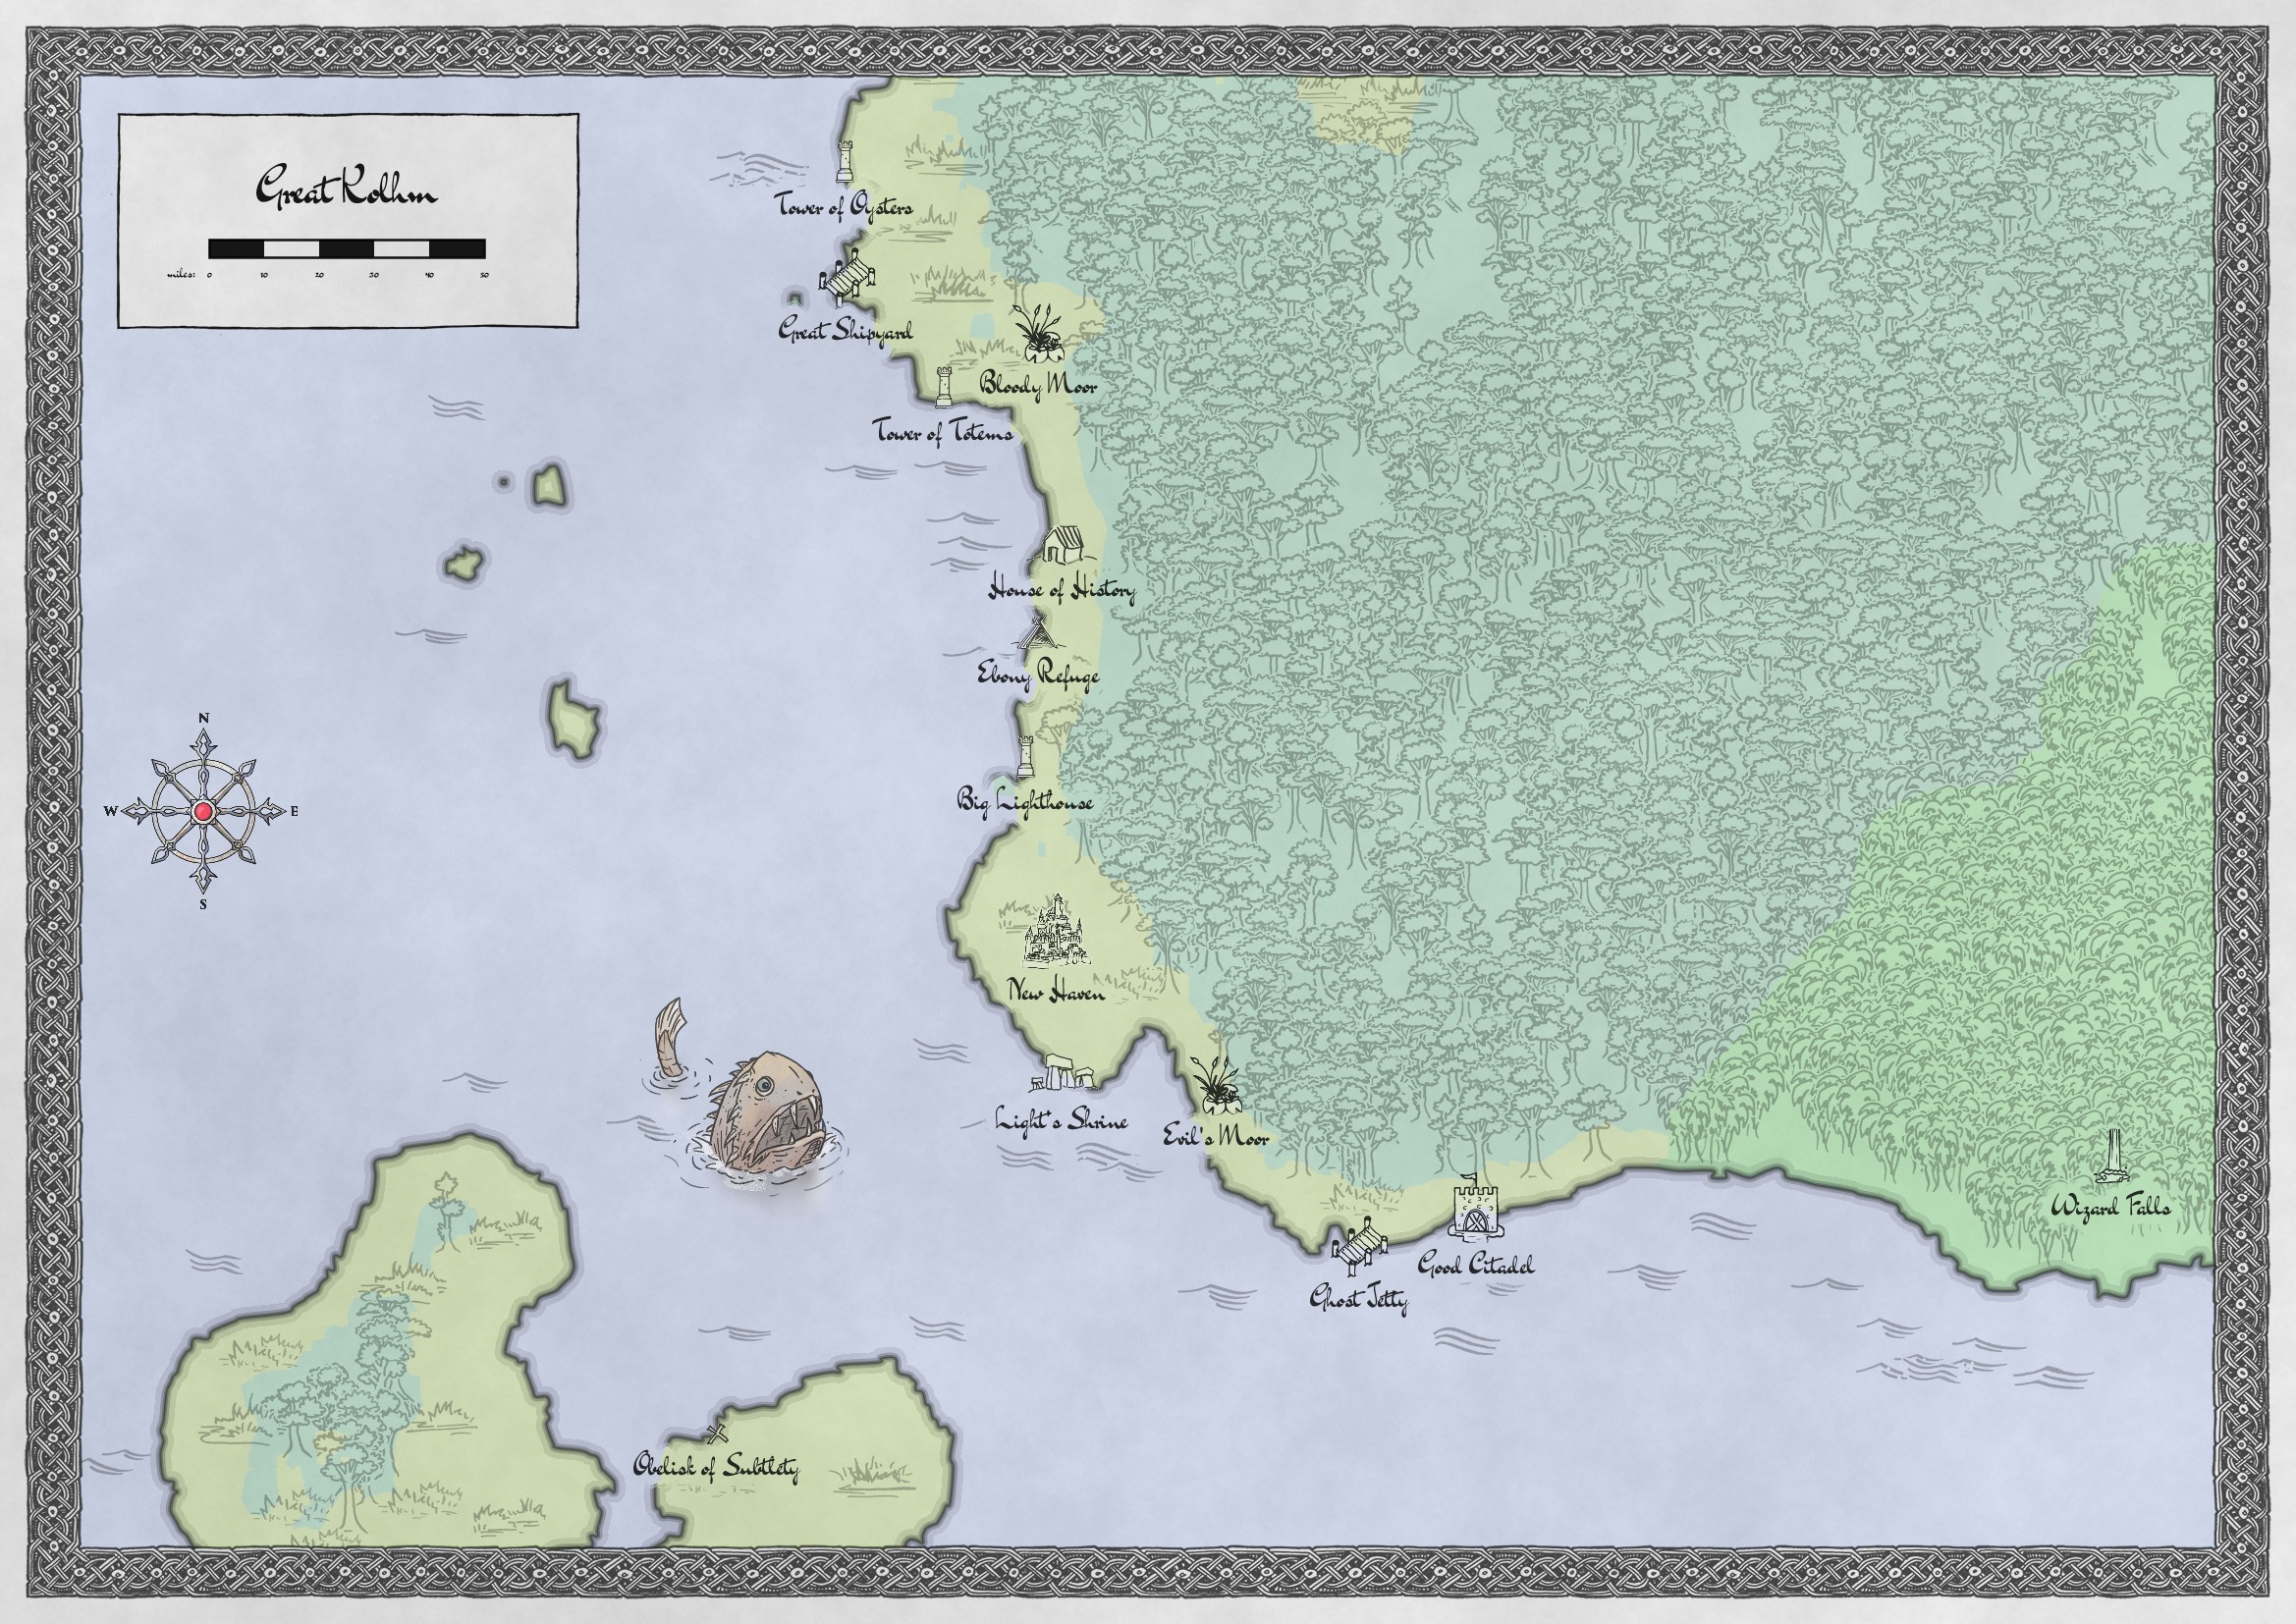 Great Kolhm
miles: 0 10 20 30 40 50
Tower of Oysters
Great Shipyard
Bloody Moor
Tower of Totems
House of History
Ebony Refuge
N
W E
S
Big Lighthouse
New Haven
Light's Shrine
Evil's Moor
Wizard Falls
Good Citadel
Ghost Jetty
Obelisk of Subtlety